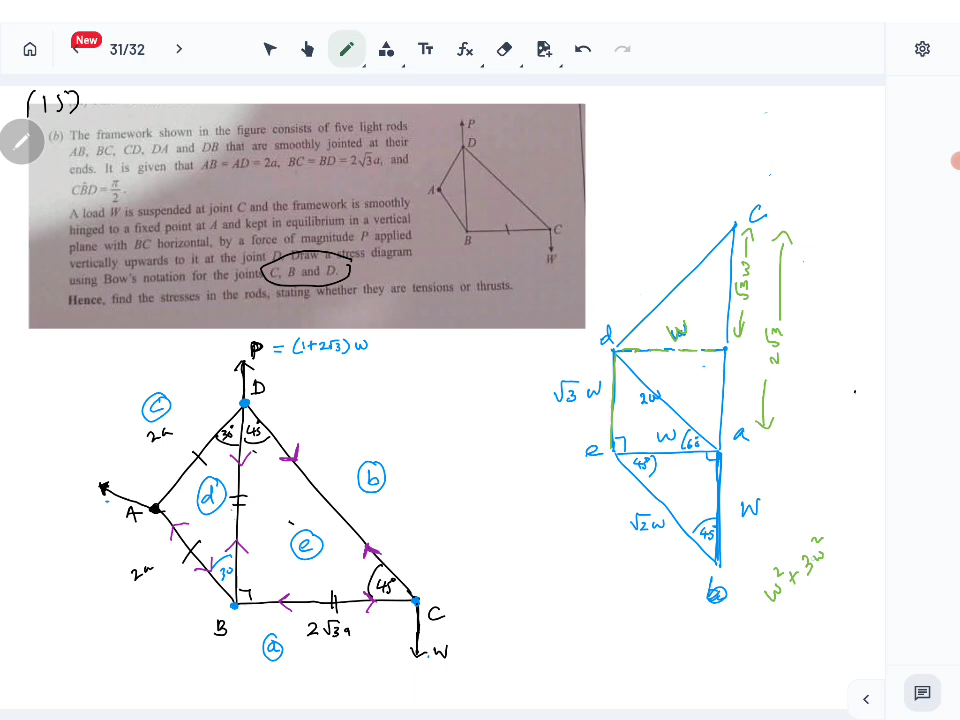 New
31/32
Tт
fx
(15)
(b) The framework shown in the figure consists of five light rods
AB, BC, CD, DA and DB that are smoothly jointed at their
ends. It is given that AB = AD = 2a, BC = BD = 2√3a, and
CB̂D = π/2.
A load W is suspended at joint C and the framework is smoothly
hinged to a fixed point at A and kept in equilibrium in a vertical
plane with BC horizontal, by a force of magnitude P applied
vertically upwards to it at the joint D. Draw a stress diagram
using Bow's notation for the joints C, B and D.
Hence, find the stresses in the rods, stating whether they are tensions or thrusts.
P
D
A
B
C
W
P = (1+2√3)W
D
c
2a
30° 45°
b
d
A
e
2a
30
45°
B
2√3a
C
a
W
C
√3
W
d
2√3
√3 W
2W
W
60
a
e
45°
W
√2W
45°
b
W² + 3W²